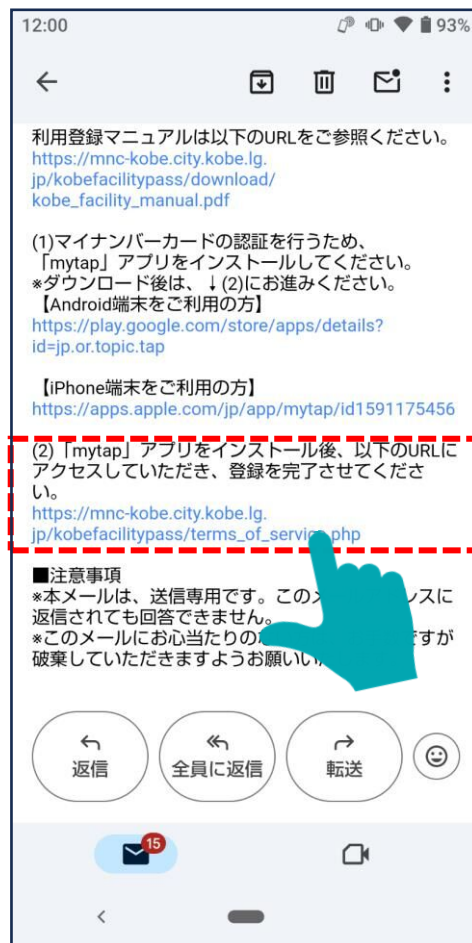 12:00
93%
利用登録マニュアルは以下のURLをご参照ください。
https://mnc-kobe.city.kobe.lg.
jp/kobefacilitypass/download/
kobe_facility_manual.pdf
(1)マイナンバーカードの認証を行うため、
「mytap」アプリをインストールしてください。
*ダウンロード後は、↓(2)にお進みください。
【Android端末をご利用の方】
https://play.google.com/store/apps/details?
id=jp.or.topic.tap
【iPhone端末をご利用の方】
https://apps.apple.com/jp/app/mytap/id1591175456
(2)「mytap」アプリをインストール後、以下のURLに
アクセスしていただき、登録を完了させてくださ
い。
https://mnc-kobe.city.kobe.lg.
jp/kobefacilitypass/terms_of_service.php
■注意事項
*本メールは、送信専用です。この スに
返信されても回答できません。
*このメールにお心当たりの ですが
破棄していただきますようお願い
返信
全員に返信
転送
15